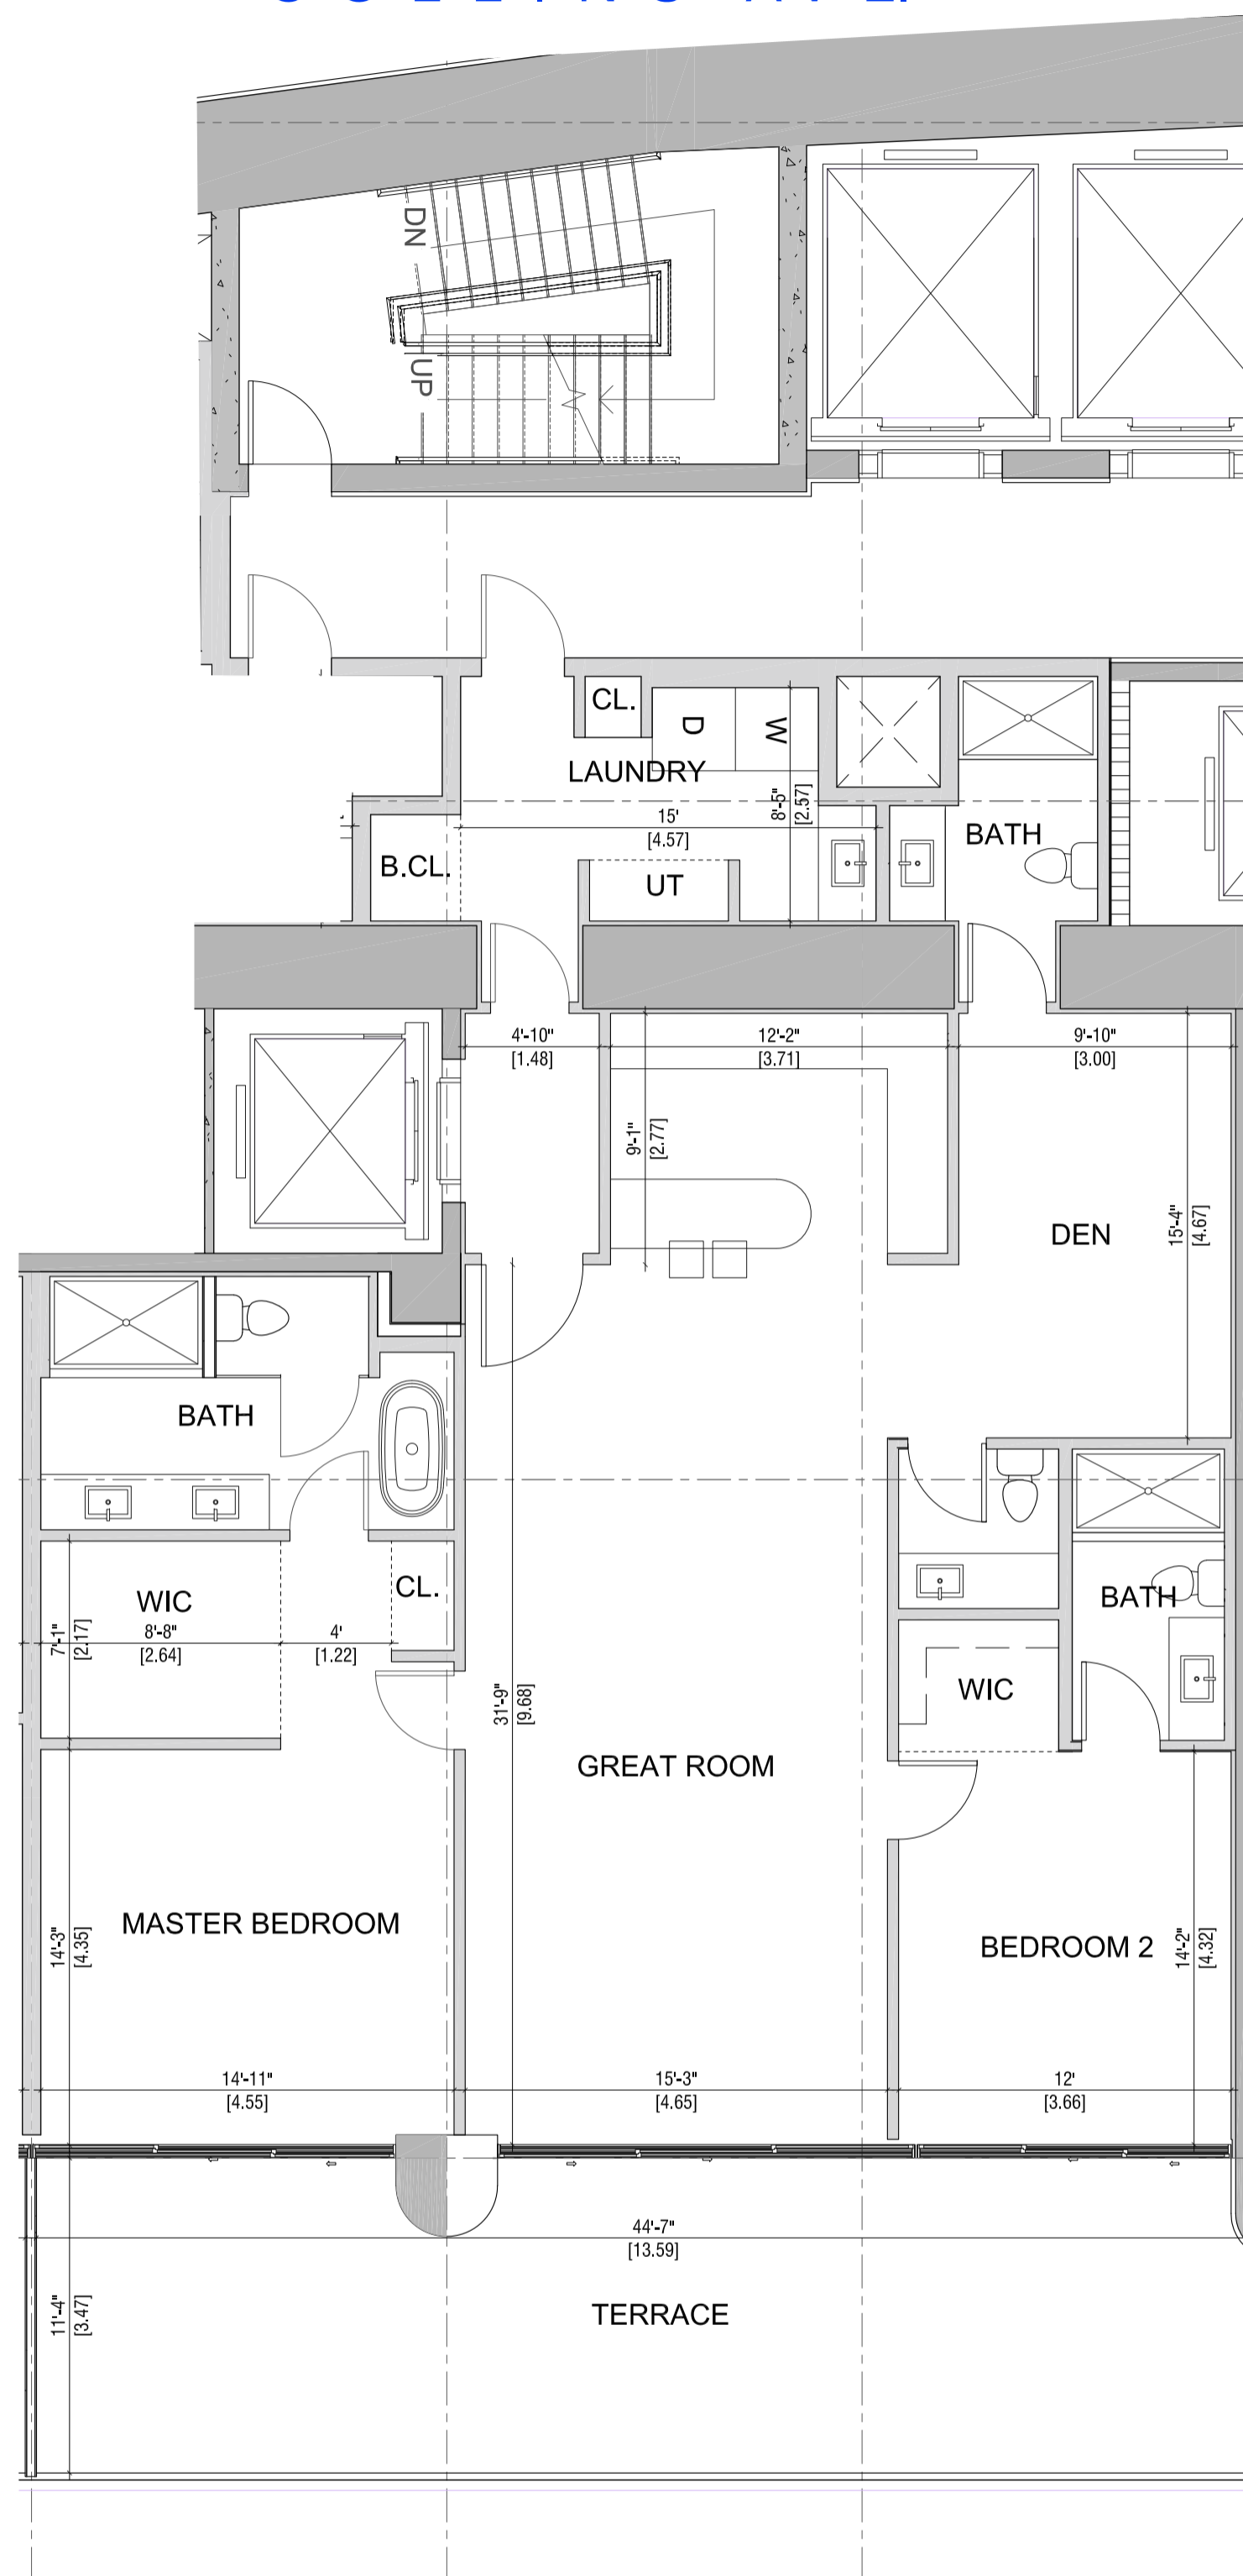 DN
UP
CL.
D
W
LAUNDRY
8'-5"
[2.57]
15'
[4.57]
BATH
B.CL.
UT
4'-10"
[1.48]
12'-2"
[3.71]
9'-10"
[3.00]
9'-1"
[2.77]
DEN
15'-4"
[4.67]
BATH
WIC
CL.
7'-1"
[2.17]
8'-8"
[2.64]
4'
[1.22]
BATH
WIC
31'-9"
[9.68]
GREAT ROOM
MASTER BEDROOM
14'-3"
[4.35]
BEDROOM 2
14'-2"
[4.32]
14'-11"
[4.55]
15'-3"
[4.65]
12'
[3.66]
44'-7"
[13.59]
TERRACE
11'-4"
[3.47]